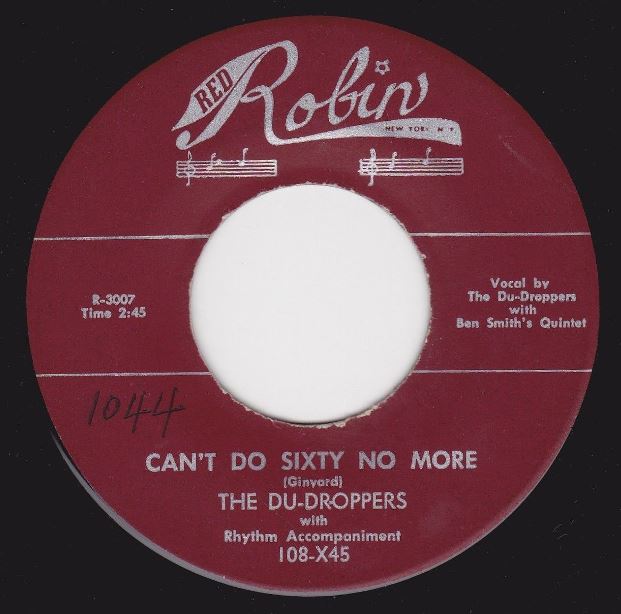 RED Robin
NEW YORK N Y
R-3007
Time 2:45
Vocal by
The Du-Droppers
with
Ben Smith's Quintet
1044
CAN'T DO SIXTY NO MORE
(Ginyard)
THE DU-DROPPERS
with
Rhythm Accompaniment
108-X45